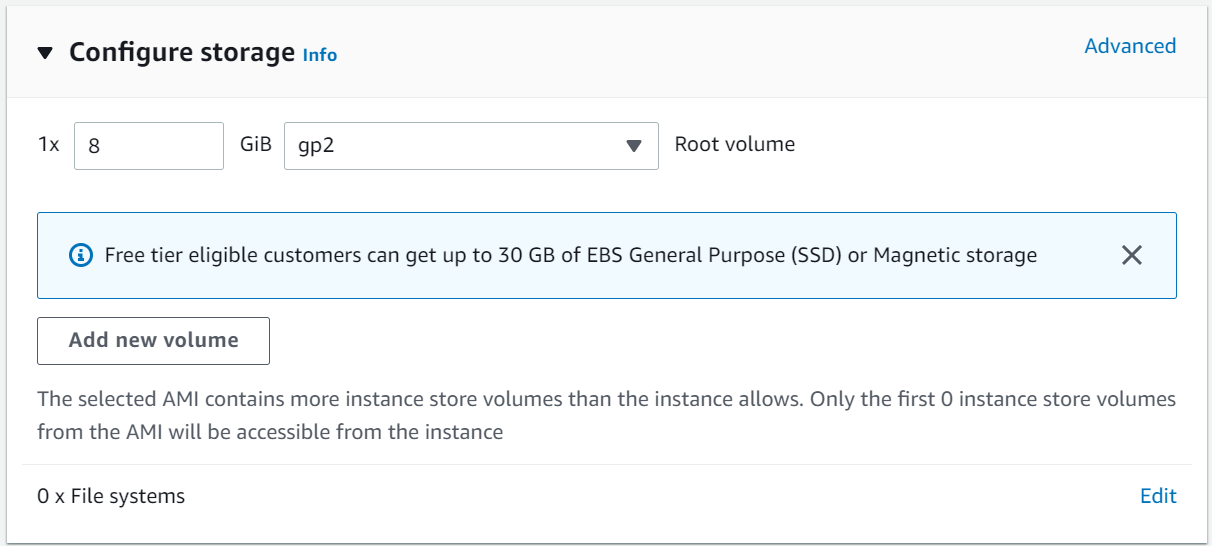 Configure storage Info
Advanced
1x 8 GiB gp2 Root volume
Free tier eligible customers can get up to 30 GB of EBS General Purpose (SSD) or Magnetic storage
Add new volume
The selected AMI contains more instance store volumes than the instance allows. Only the first 0 instance store volumes
from the AMI will be accessible from the instance
0 x File systems
Edit